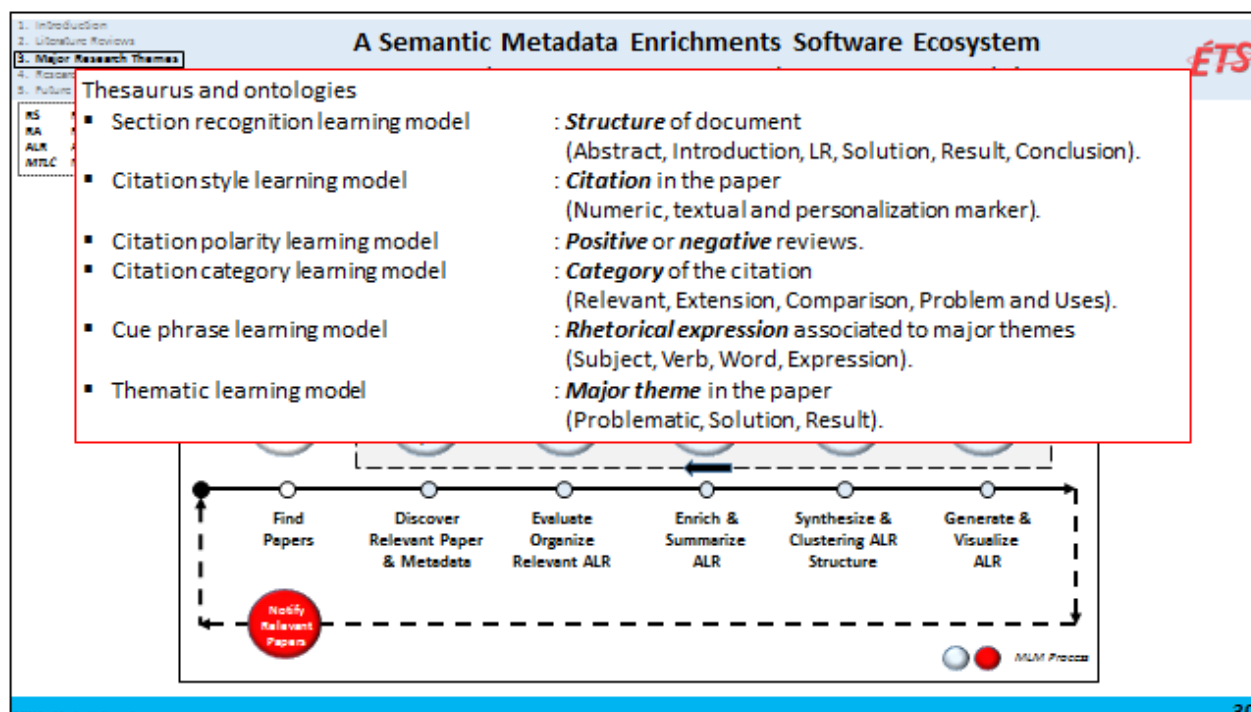 1. Introduction
2. Literature Reviews
3. Major Research Themes
4. Resear
5. Future
A Semantic Metadata Enrichments Software Ecosystem
ÉTS
RS
RA
ALR
MTLC
Thesaurus and ontologies
▪ Section recognition learning model : Structure of document
(Abstract, Introduction, LR, Solution, Result, Conclusion).
▪ Citation style learning model : Citation in the paper
(Numeric, textual and personalization marker).
▪ Citation polarity learning model : Positive or negative reviews.
▪ Citation category learning model : Category of the citation
(Relevant, Extension, Comparison, Problem and Uses).
▪ Cue phrase learning model : Rhetorical expression associated to major themes
(Subject, Verb, Word, Expression).
▪ Thematic learning model : Major theme in the paper
(Problematic, Solution, Result).
Find
Papers
Discover
Relevant Paper
& Metadata
Evaluate
Organize
Relevant ALR
Enrich &
Summarize
ALR
Synthesize &
Clustering ALR
Structure
Generate &
Visualize
ALR
Notify
Relevant
Papers
MLM Process